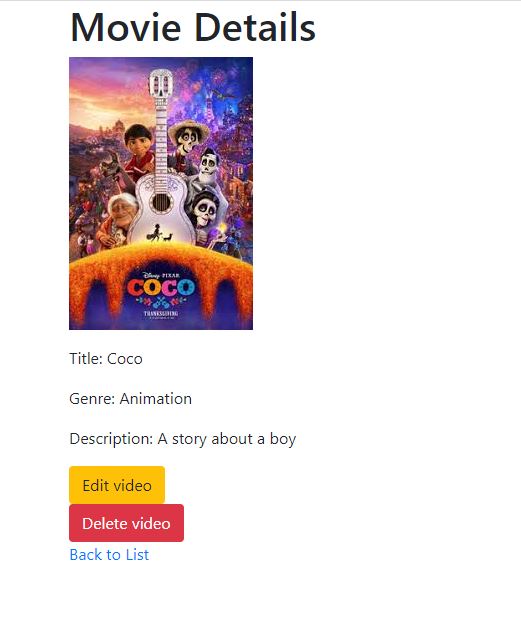 Movie Details
Disney PIXAR
COCO
THANKSGIVING
Title: Coco
Genre: Animation
Description: A story about a boy
Edit video
Delete video
Back to List